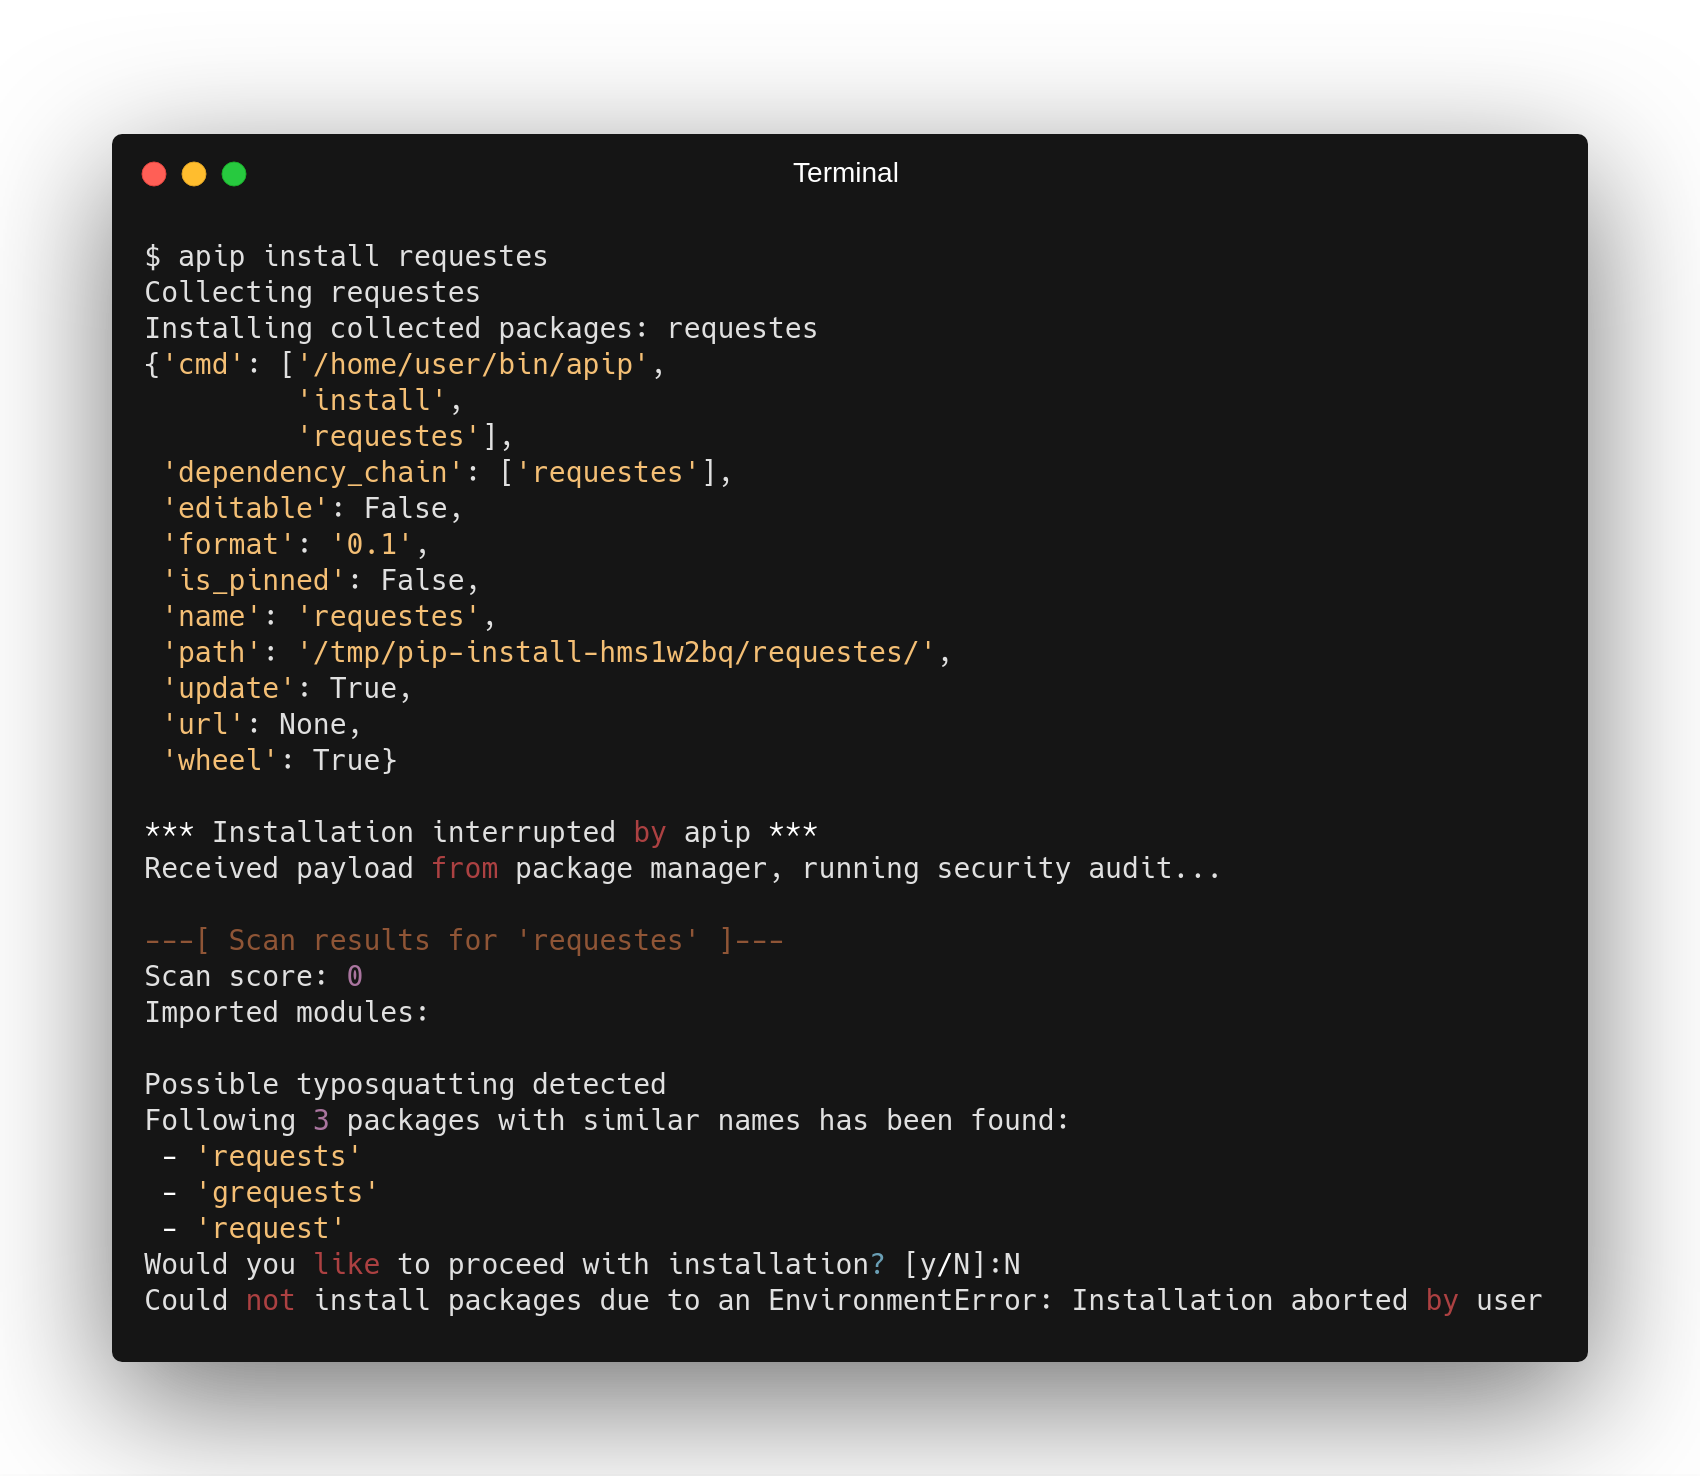 Terminal
$ apip install requestes
Collecting requestes
Installing collected packages: requestes
{'cmd': ['/home/user/bin/apip',
         'install',
         'requestes'],
 'dependency_chain': ['requestes'],
 'editable': False,
 'format': '0.1',
 'is_pinned': False,
 'name': 'requestes',
 'path': '/tmp/pip-install-hms1w2bq/requestes/',
 'update': True,
 'url': None,
 'wheel': True}
*** Installation interrupted by apip ***
Received payload from package manager, running security audit...
---[ Scan results for 'requestes' ]---
Scan score: 0
Imported modules:
Possible typosquatting detected
Following 3 packages with similar names has been found:
 - 'requests'
 - 'grequests'
 - 'request'
Would you like to proceed with installation? [y/N]:N
Could not install packages due to an EnvironmentError: Installation aborted by user